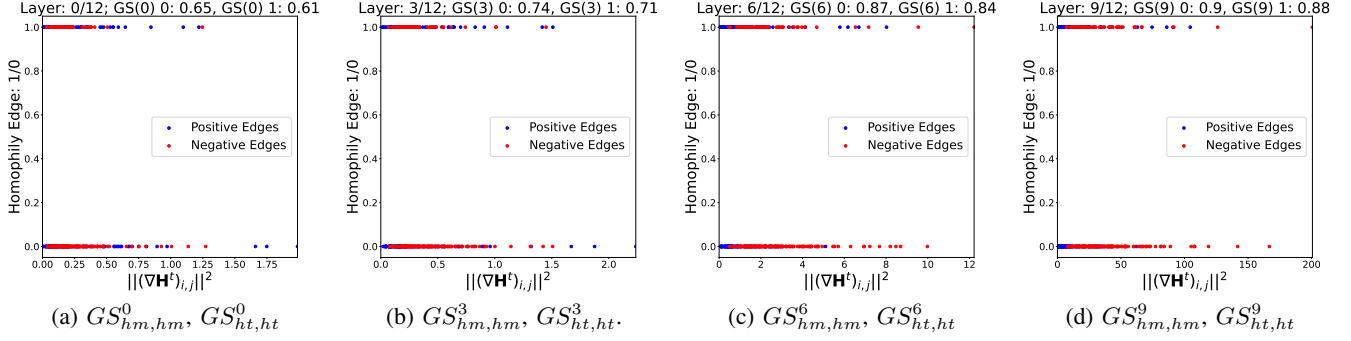 Layer: 0/12; GS(0) 0: 0.65, GS(0) 1: 0.61
Homophily Edge: 1/0
1.0
0.8
0.6
0.4
0.2
0.0
Positive Edges
Negative Edges
0.00 0.25 0.50 0.75 1.00 1.25 1.50 1.75
||(∇H^t)_{i,j}||^2
(a) GS^0_{hm,hm}, GS^0_{ht,ht}
Layer: 3/12; GS(3) 0: 0.74, GS(3) 1: 0.71
Homophily Edge: 1/0
1.0
0.8
0.6
0.4
0.2
0.0
Positive Edges
Negative Edges
0.0 0.5 1.0 1.5 2.0
||(∇H^t)_{i,j}||^2
(b) GS^3_{hm,hm}, GS^3_{ht,ht}.
Layer: 6/12; GS(6) 0: 0.87, GS(6) 1: 0.84
Homophily Edge: 1/0
1.0
0.8
0.6
0.4
0.2
0.0
Positive Edges
Negative Edges
0 2 4 6 8 10 12
||(∇H^t)_{i,j}||^2
(c) GS^6_{hm,hm}, GS^6_{ht,ht}
Layer: 9/12; GS(9) 0: 0.9, GS(9) 1: 0.88
Homophily Edge: 1/0
1.0
0.8
0.6
0.4
0.2
0.0
Positive Edges
Negative Edges
0 50 100 150 200
||(∇H^t)_{i,j}||^2
(d) GS^9_{hm,hm}, GS^9_{ht,ht}